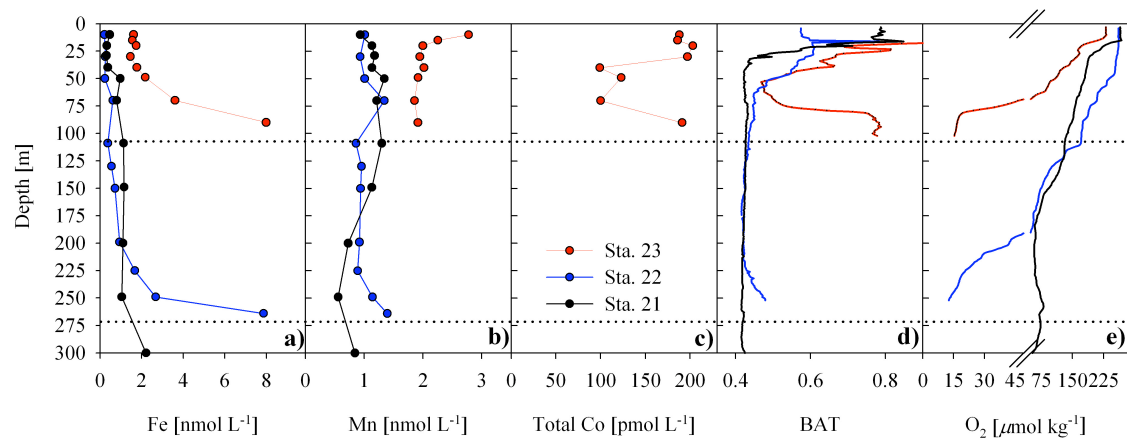 0
25
50
75
100
125
150
175
200
225
250
275
300
Depth [m]
Sta. 23
Sta. 22
Sta. 21
a)
b)
c)
d)
e)
0 2 4 6 8
0 1 2 3
0 50 100 150 200
0.4 0.6 0.8
0 15 30 45 75 150 225
Fe [nmol L-1]
Mn [nmol L-1]
Total Co [pmol L-1]
BAT
O2 [μmol kg-1]